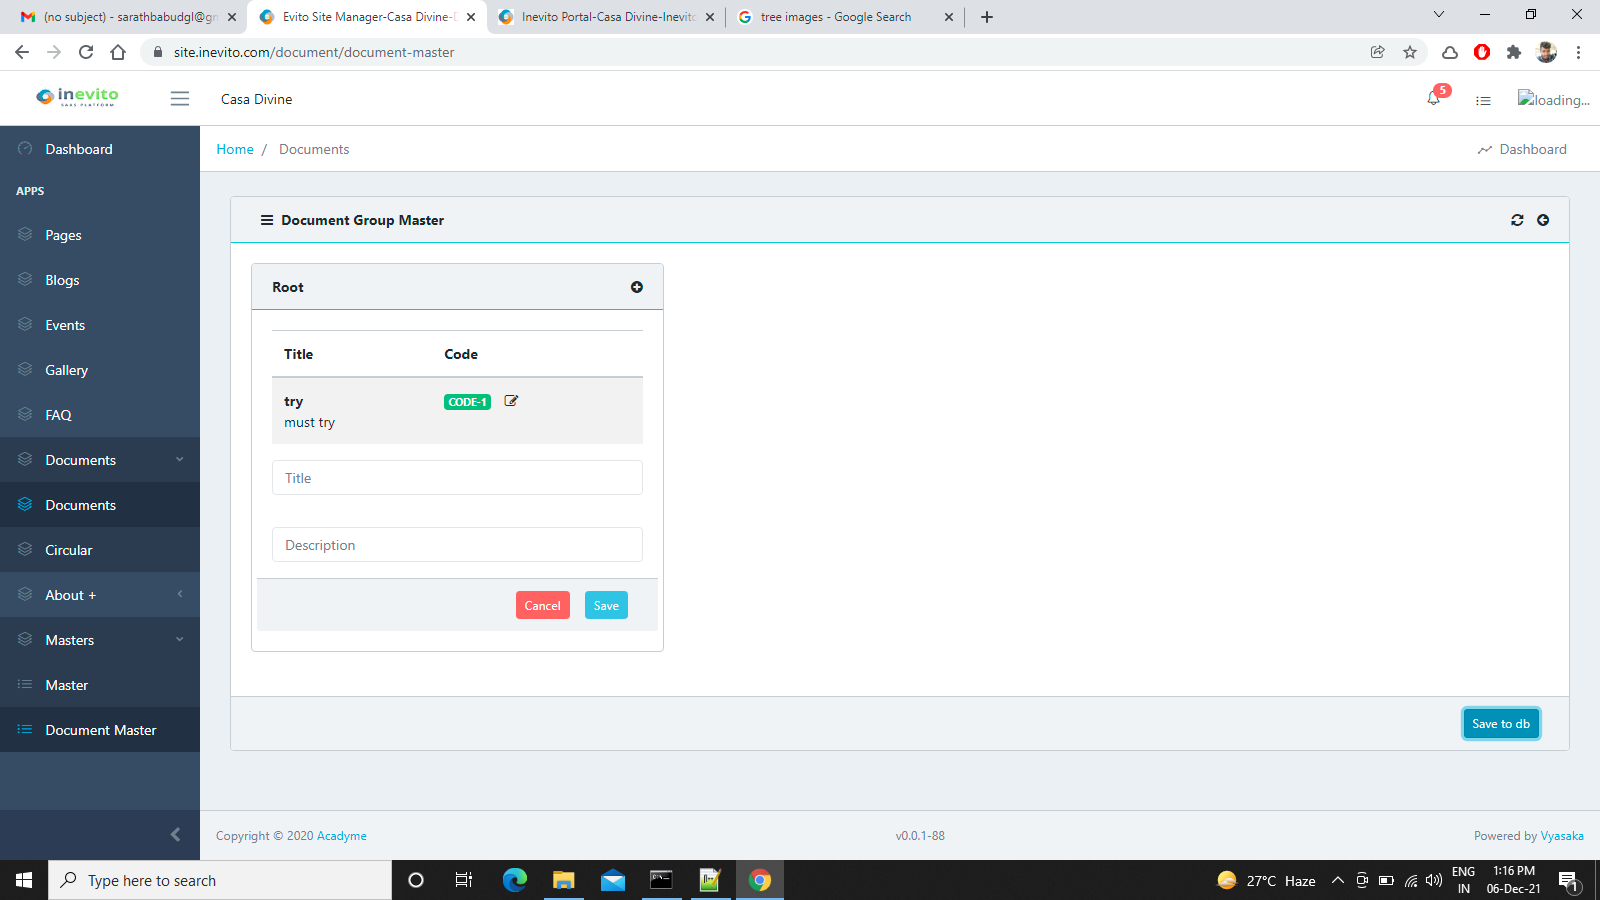 (no subject) - sarathbabudgl@gm
Evito Site Manager-Casa Divine-D
Inevito Portal-Casa Divine-Inevito
tree images - Google Search
site.inevito.com/document/document-master
inevito
SAAS PLATFORM
Casa Divine
5
loading...
Dashboard
Home / Documents
Dashboard
APPS
Pages
Blogs
Events
Gallery
FAQ
Documents
Documents
Circular
About +
Masters
Master
Document Master
Document Group Master
Root
Title Code
try CODE-1
must try
Title
Description
Cancel Save
Save to db
Copyright © 2020 Acadyme
v0.0.1-88
Powered by Vyasaka
Type here to search
27°C Haze
ENG
IN
1:16 PM
06-Dec-21
1